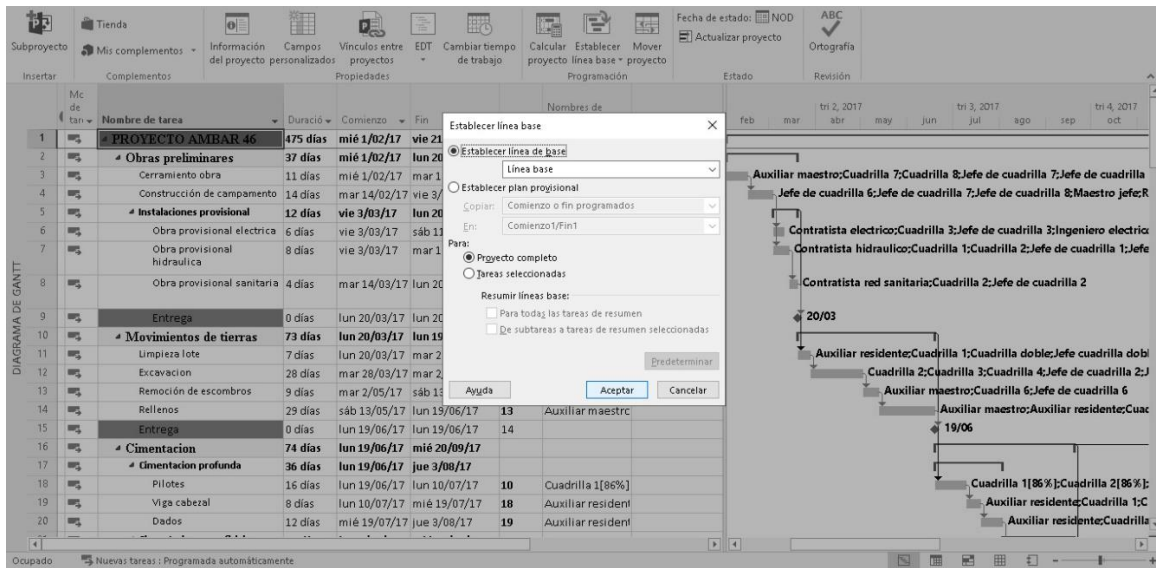 Subproyecto
Insertar
Tienda
Mis complementos
Complementos
Información del proyecto
Campos personalizados
Vínculos entre proyectos
EDT
Cambiar tiempo de trabajo
Propiedades
Calcular proyecto
Establecer línea base
Mover proyecto
Programación
Fecha de estado: NOD
Actualizar proyecto
Estado
ABC
Ortografía
Revisión
DIAGRAMA DE GANTT
Mc de tan Nombre de tarea Duració Comienzo Fin Nombres de
tri 2, 2017 tri 3, 2017 tri 4, 2017
feb mar abr may jun jul ago sep oct
1 PROYECTO AMBAR 46 475 días mié 1/02/17 vie 21
2 Obras preliminares 37 días mié 1/02/17 lun 20
3 Cerramiento obra 11 días mié 1/02/17 mar 1
Auxiliar maestro;Cuadrilla 7;Cuadrilla 8;Jefe de cuadrilla 7;Jefe de cuadrilla
4 Construcción de campamento 14 días mar 14/02/17 vie 3/
Jefe de cuadrilla 6;Jefe de cuadrilla 7;Jefe de cuadrilla 8;Maestro jefe;R
5 Instalaciones provisional 12 días vie 3/03/17 lun 20
6 Obra provisional electrica 6 días vie 3/03/17 sáb 11
Contratista electrico;Cuadrilla 3;Jefe de cuadrilla 3;Ingeniero electrico
7 Obra provisional hidraulica 8 días vie 3/03/17 mar 1
Contratista hidraulico;Cuadrilla 1;Cuadrilla 2;Jefe de cuadrilla 1;Jefe
8 Obra provisional sanitaria 4 días mar 14/03/17 lun 20
Contratista red sanitaria;Cuadrilla 2;Jefe de cuadrilla 2
9 Entrega 0 días lun 20/03/17 lun 20
20/03
10 Movimientos de tierras 73 días lun 20/03/17 lun 19
11 Limpieza lote 7 días lun 20/03/17 mar 2
Auxiliar residente;Cuadrilla 1;Cuadrilla doble;Jefe cuadrilla dobl
12 Excavacion 28 días mar 28/03/17 mar 2
Cuadrilla 2;Cuadrilla 3;Cuadrilla 4;Jefe de cuadrilla 2;J
13 Remoción de escombros 9 días mar 2/05/17 sáb 13
Auxiliar maestro;Cuadrilla 6;Jefe de cuadrilla 6
14 Rellenos 29 días sáb 13/05/17 lun 19/06/17 13 Auxiliar maestro
Auxiliar maestro;Auxiliar residente;Cuad
15 Entrega 0 días lun 19/06/17 lun 19/06/17 14
19/06
16 Cimentacion 74 días lun 19/06/17 mié 20/09/17
17 Cimentacion profunda 36 días lun 19/06/17 jue 3/08/17
18 Pilotes 16 días lun 19/06/17 lun 10/07/17 10 Cuadrilla 1[86%]
Cuadrilla 1[86%];Cuadrilla 2[86%];
19 Viga cabezal 8 días lun 10/07/17 mié 19/07/17 18 Auxiliar resident
Auxiliar residente;Cuadrilla 1;C
20 Dados 12 días mié 19/07/17 jue 3/08/17 19 Auxiliar resident
Auxiliar residente;Cuadrilla
Establecer línea base
Establecer línea de base
Línea base
Establecer plan provisional
Copiar: Comienzo o fin programados
En: Comienzo1/Fin1
Para:
Proyecto completo
Tareas seleccionadas
Resumir líneas base:
Para todas las tareas de resumen
De subtareas a tareas de resumen seleccionadas
Predeterminar
Ayuda Aceptar Cancelar
Ocupado Nuevas tareas : Programada automáticamente